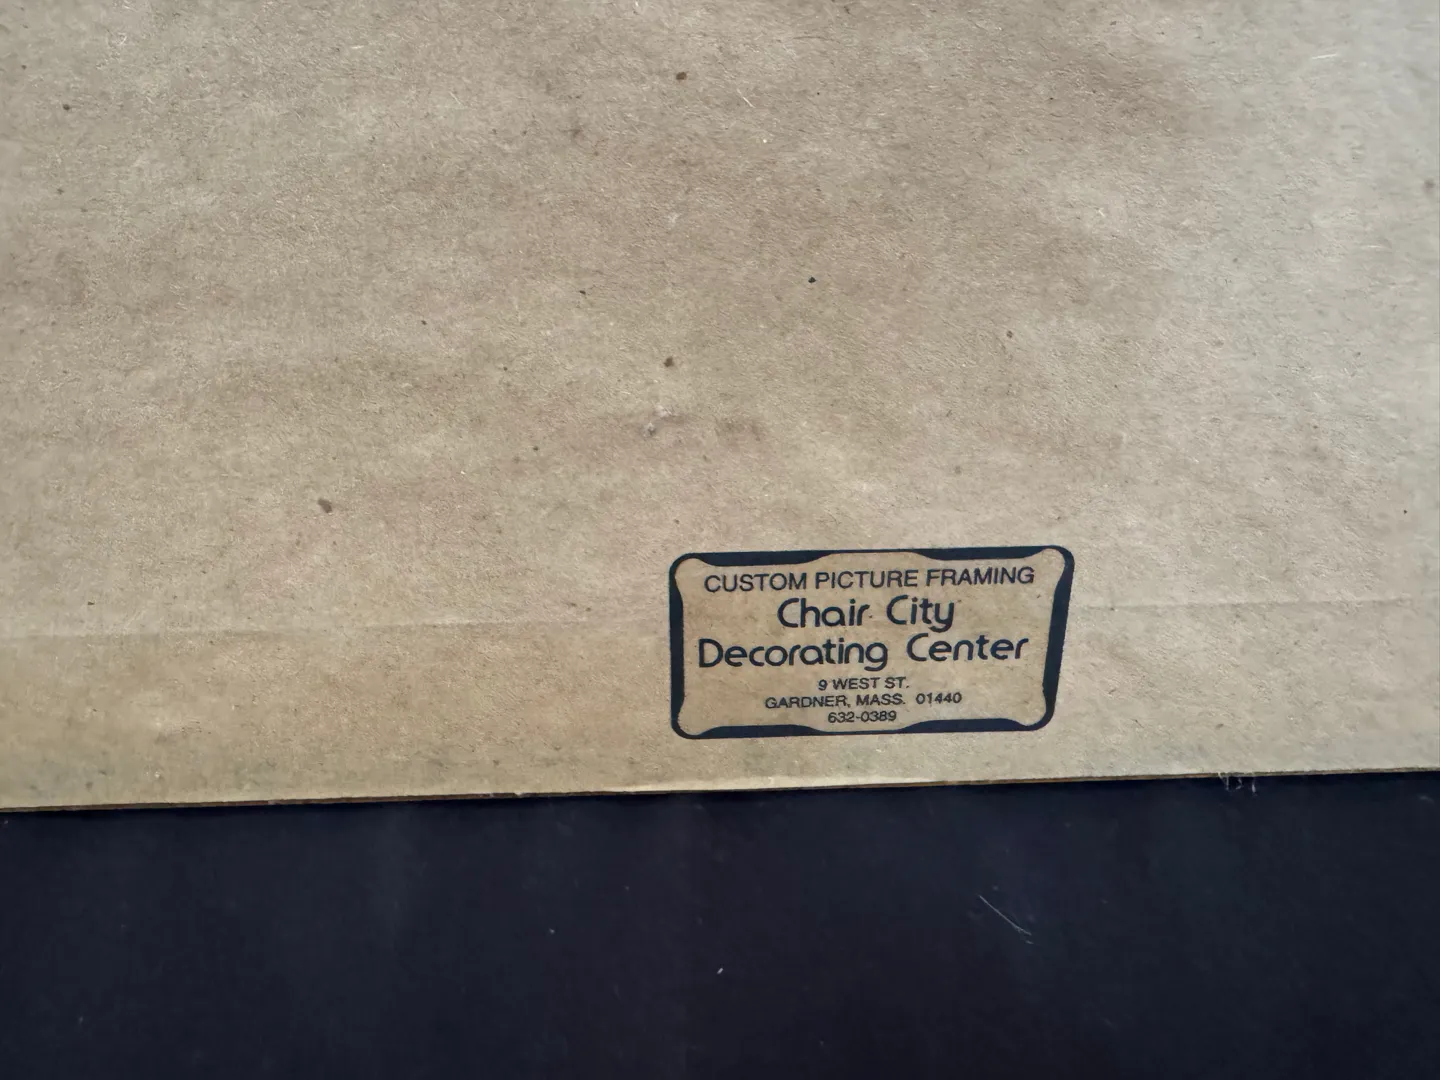 CUSTOM PICTURE FRAMING
Chair City
Decorating Center
9 WEST ST.
GARDNER, MASS. 01440
632-0389